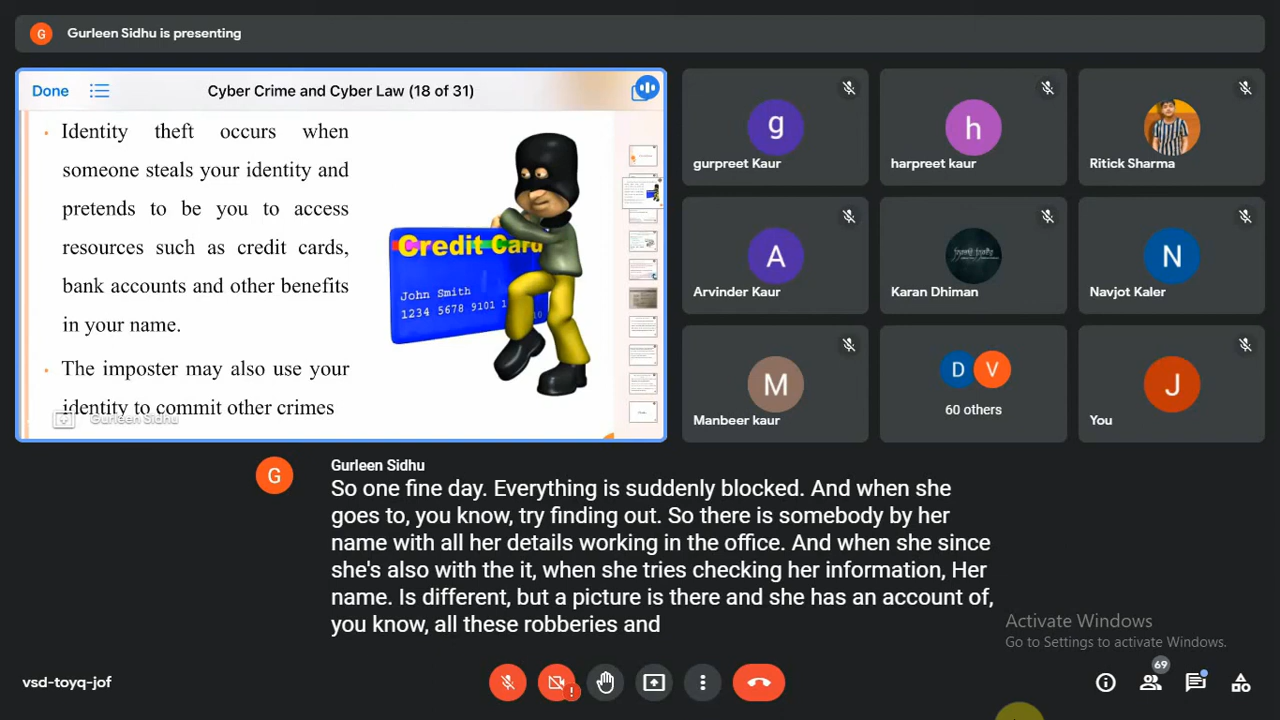 G Gurleen Sidhu is presenting
Done
Cyber Crime and Cyber Law (18 of 31)
• Identity theft occurs when
someone steals your identity and
pretends to be you to access
resources such as credit cards,
bank accounts and other benefits
in your name.
• The imposter may also use your
identity to commit other crimes
Gurleen Sidhu
Credit Card
John Smith
1234 5678 9101 1
10
g
gurpreet Kaur
h
harpreet kaur
Ritick Sharma
A
Arvinder Kaur
Karan Dhiman
N
Navjot Kaler
M
Manbeer kaur
D V
60 others
J
You
G
Gurleen Sidhu
So one fine day. Everything is suddenly blocked. And when she
goes to, you know, try finding out. So there is somebody by her
name with all her details working in the office. And when she since
she's also with the it, when she tries checking her information, Her
name. Is different, but a picture is there and she has an account of,
you know, all these robberies and
Activate Windows
Go to Settings to activate Windows.
vsd-toyq-jof
!
69